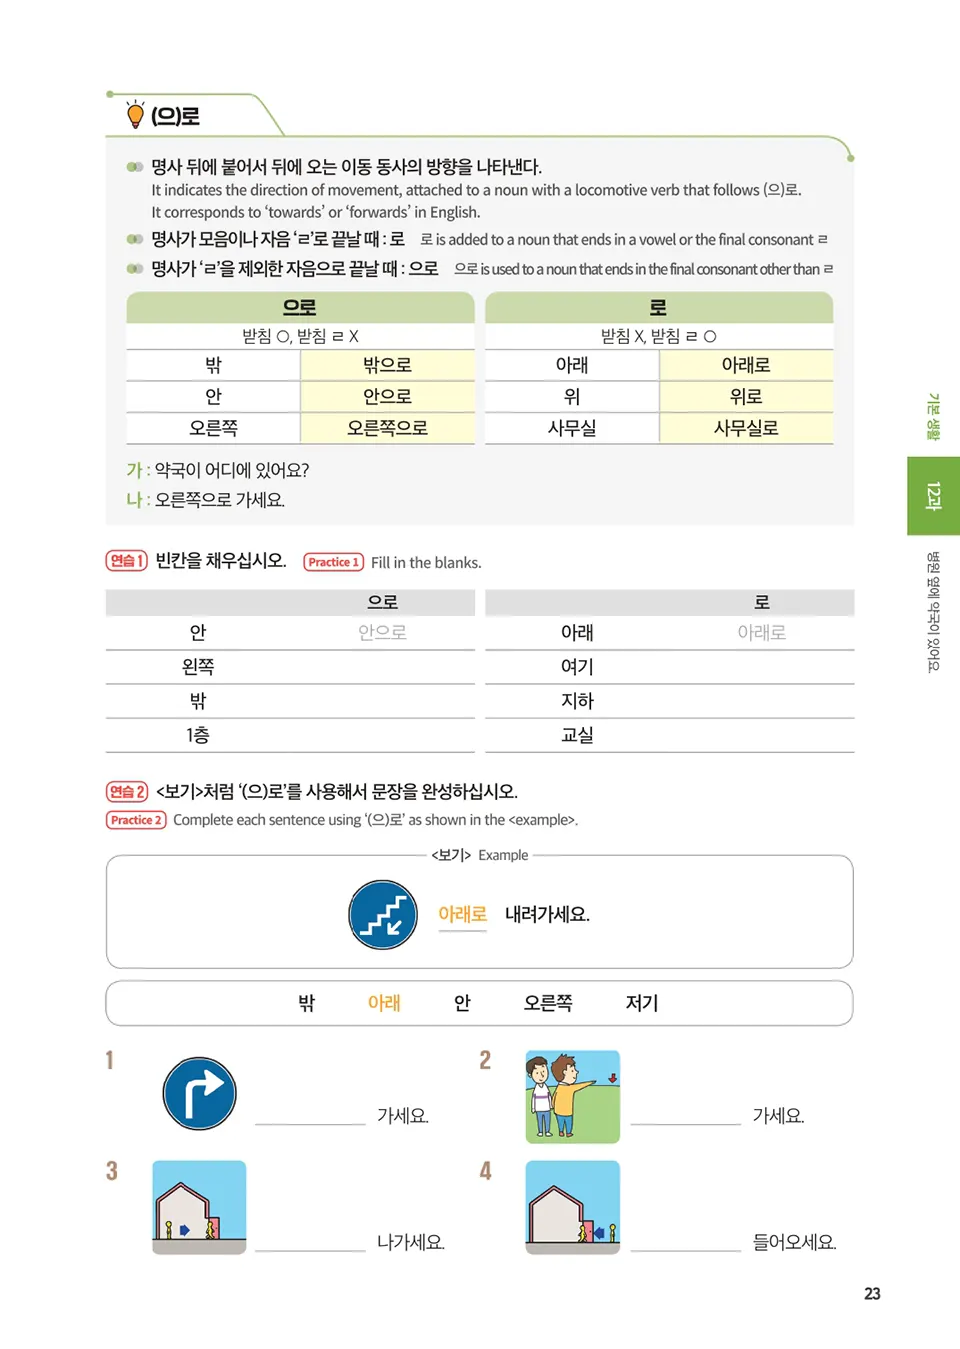 (으)로
명사 뒤에 붙어서 뒤에 오는 이동 동사의 방향을 나타낸다.
It indicates the direction of movement, attached to a noun with a locomotive verb that follows (으)로.
It corresponds to ‘towards’ or ‘forwards’ in English.
명사가 모음이나 자음 ‘ㄹ’로 끝날 때 : 로 로 is added to a noun that ends in a vowel or the final consonant ㄹ
명사가 ‘ㄹ’을 제외한 자음으로 끝날 때 : 으로 으로 is used to a noun that ends in the final consonant other than ㄹ
으로 로
받침 ○, 받침 ㄹ X 받침 X, 받침 ㄹ ○
밖 밖으로 아래 아래로
안 안으로 위 위로
오른쪽 오른쪽으로 사무실 사무실로
가 : 약국이 어디에 있어요?
나 : 오른쪽으로 가세요.
연습 1 빈칸을 채우십시오. Practice 1 Fill in the blanks.
으로 로
안 안으로 아래 아래로
왼쪽 여기
밖 지하
1층 교실
연습 2 <보기>처럼 ‘(으)로’를 사용해서 문장을 완성하십시오.
Practice 2 Complete each sentence using ‘(으)로’ as shown in the <example>.
<보기> Example
아래로 내려가세요.
밖 아래 안 오른쪽 저기
1 가세요. 2 가세요.
3 나가세요. 4 들어오세요.
기본 생활
12과
병원 옆에 약국이 있어요
23